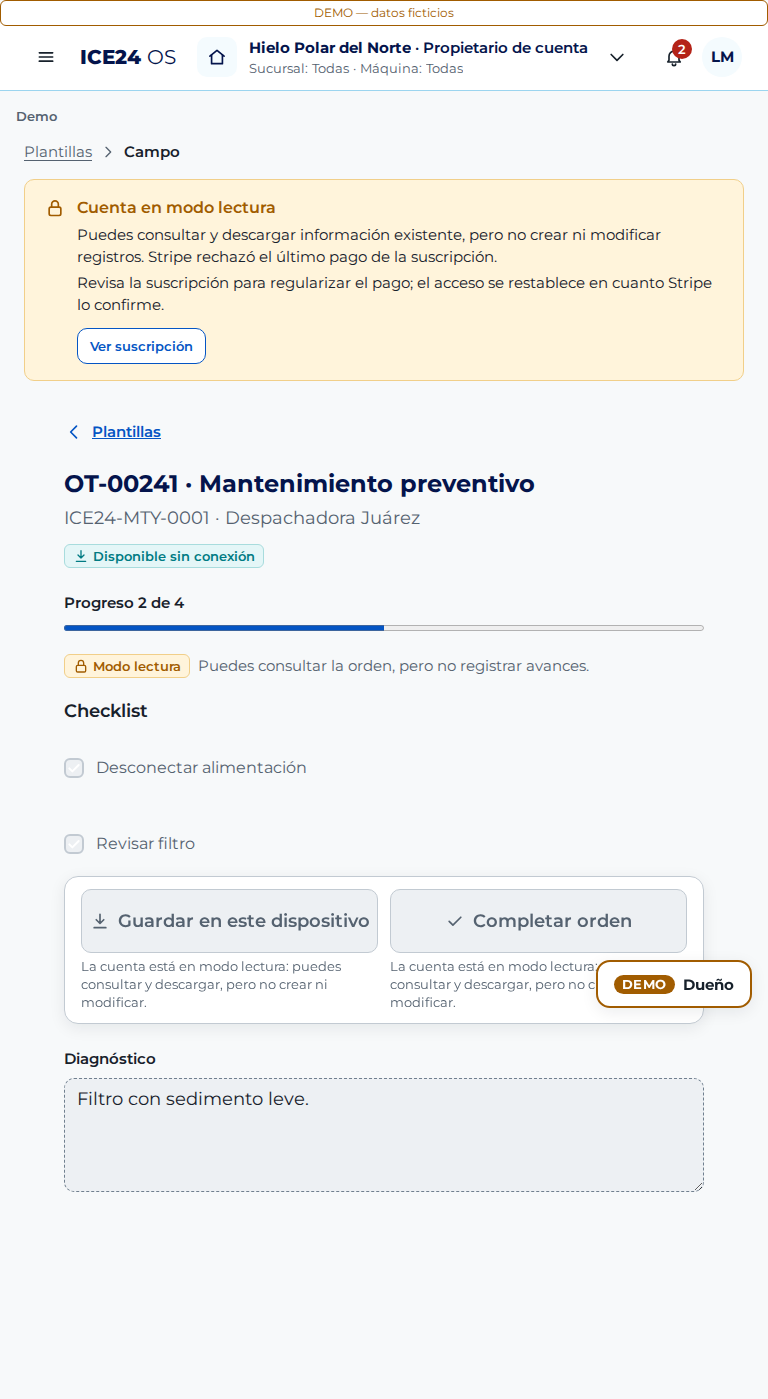 DEMO — datos ficticios
ICE24 OS
Hielo Polar del Norte · Propietario de cuenta
Sucursal: Todas · Máquina: Todas
2
LM
Demo
Plantillas
Campo
Cuenta en modo lectura
Puedes consultar y descargar información existente, pero no crear ni modificar
registros. Stripe rechazó el último pago de la suscripción.
Revisa la suscripción para regularizar el pago; el acceso se restablece en cuanto Stripe
lo confirme.
Ver suscripción
Plantillas
OT-00241 · Mantenimiento preventivo
ICE24-MTY-0001 · Despachadora Juárez
Disponible sin conexión
Progreso 2 de 4
Modo lectura
Puedes consultar la orden, pero no registrar avances.
Checklist
Desconectar alimentación
Revisar filtro
Guardar en este dispositivo
Completar orden
La cuenta está en modo lectura: puedes
consultar y descargar, pero no crear ni
modificar.
La cuenta está en modo lectura:
consultar y descargar, pero no
modificar.
DEMO Dueño
Diagnóstico
Filtro con sedimento leve.